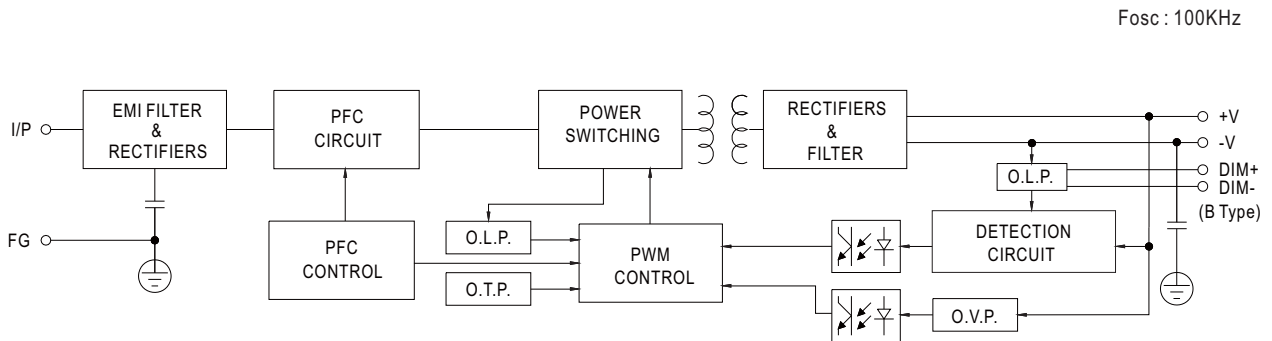 Fosc : 100KHz
I/P
EMI FILTER
&
RECTIFIERS
PFC
CIRCUIT
POWER
SWITCHING
RECTIFIERS
&
FILTER
+V
-V
O.L.P.
DIM+
DIM-
(B Type)
FG
PFC
CONTROL
O.L.P.
O.T.P.
PWM
CONTROL
DETECTION
CIRCUIT
O.V.P.